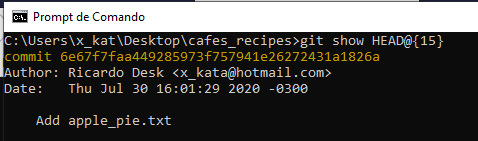 Prompt de Comando
C:\Users\x_kat\Desktop\cafes_recipes>git show HEAD@{15}
commit 6e67f7faa449285973f757941e26272431a1826a
Author: Ricardo Desk <x_kata@hotmail.com>
Date:   Thu Jul 30 16:01:29 2020 -0300
    Add apple_pie.txt